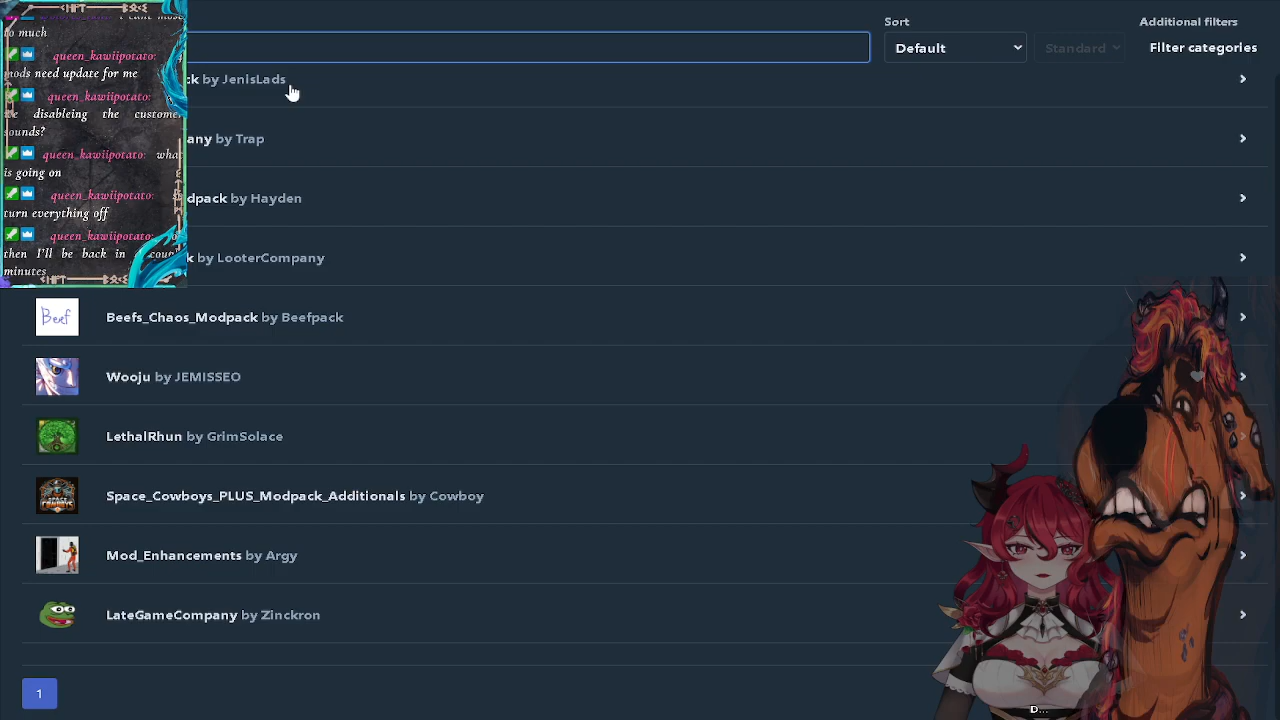 to much
queen_kawiipotato:
mods need update for me
queen_kawiipotato:
disableing the customer
sounds?
queen_kawiipotato: what
is going on
queen_kawiipotato:
turn everything off
queen_kawiipotato:
then I'll be back in a couple
minutes
Sort
Additional filters
Default
Standard
Filter categories
by JenisLads
by Trap
by Hayden
by LooterCompany
Beef
Beefs_Chaos_Modpack by Beefpack
Wooju by JEMISSEO
LethalRhun by GrimSolace
Space_Cowboys_PLUS_Modpack_Additionals by Cowboy
Mod_Enhancements by Argy
LateGameCompany by Zinckron
1
D...